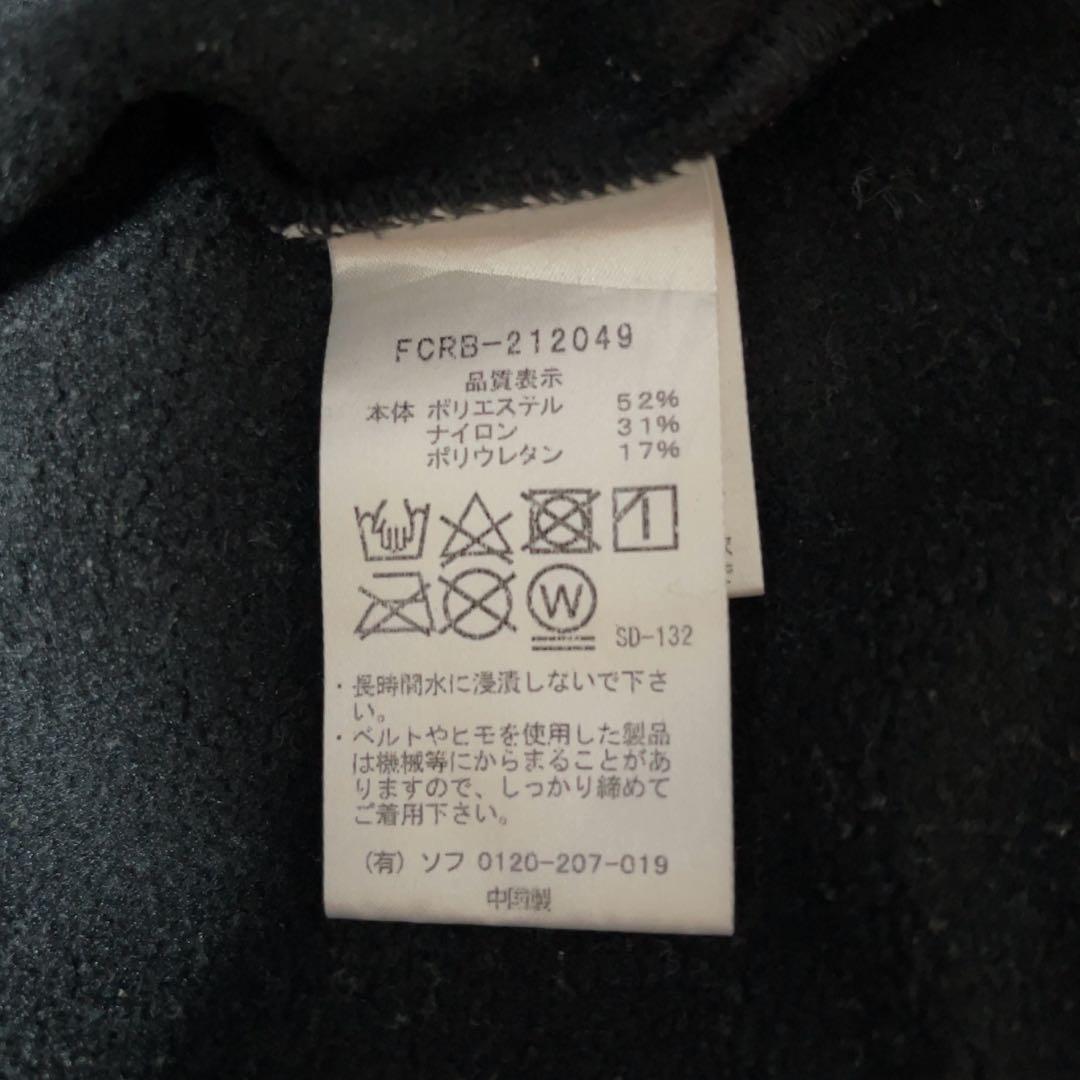 FCRB-212049
品質表示
本体 ポリエステル 52%
ナイロン 31%
ポリウレタン 17%
W
SD-132
・長時間水に浸漬しないで下さ
い。
・ベルトやヒモを使用した製品
は機械等にからまることがあ
りますので、しっかり締めて
ご着用下さい。
(有) ソフ 0120-207-019
中国製